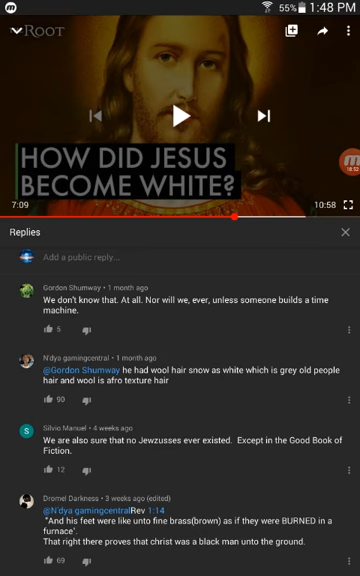 55% 1:48 PM
ROOT
HOW DID JESUS
BECOME WHITE?
18:53
7:09
10:58
Replies
Add a public reply...
Gordon Shumway • 1 month ago
We don't know that. At all. Nor will we, ever, unless someone builds a time
machine.
5
N'dya gamingcentral • 1 month ago
@Gordon Shumway he had wool hair snow as white which is grey old people
hair and wool is afro texture hair
90
S
Silvio Manuel • 4 weeks ago
We are also sure that no Jewzusses ever existed. Except in the Good Book of
Fiction.
12
Dromel Darkness • 3 weeks ago (edited)
@N'dya gamingcentralRev 1:14
"And his feet were like unto fine brass(brown) as if they were BURNED in a
furnace".
That right there proves that christ was a black man unto the ground.
69